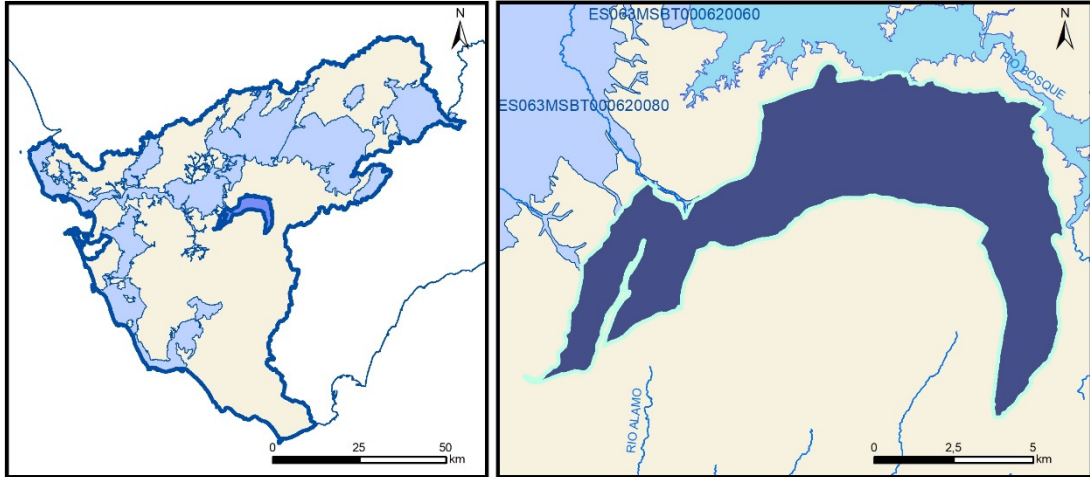 N
0
25
50
km
N
ES063MSBT000620060
RIO BOSQUE
ES063MSBT000620080
RIO ALAMO
0
2,5
5
km